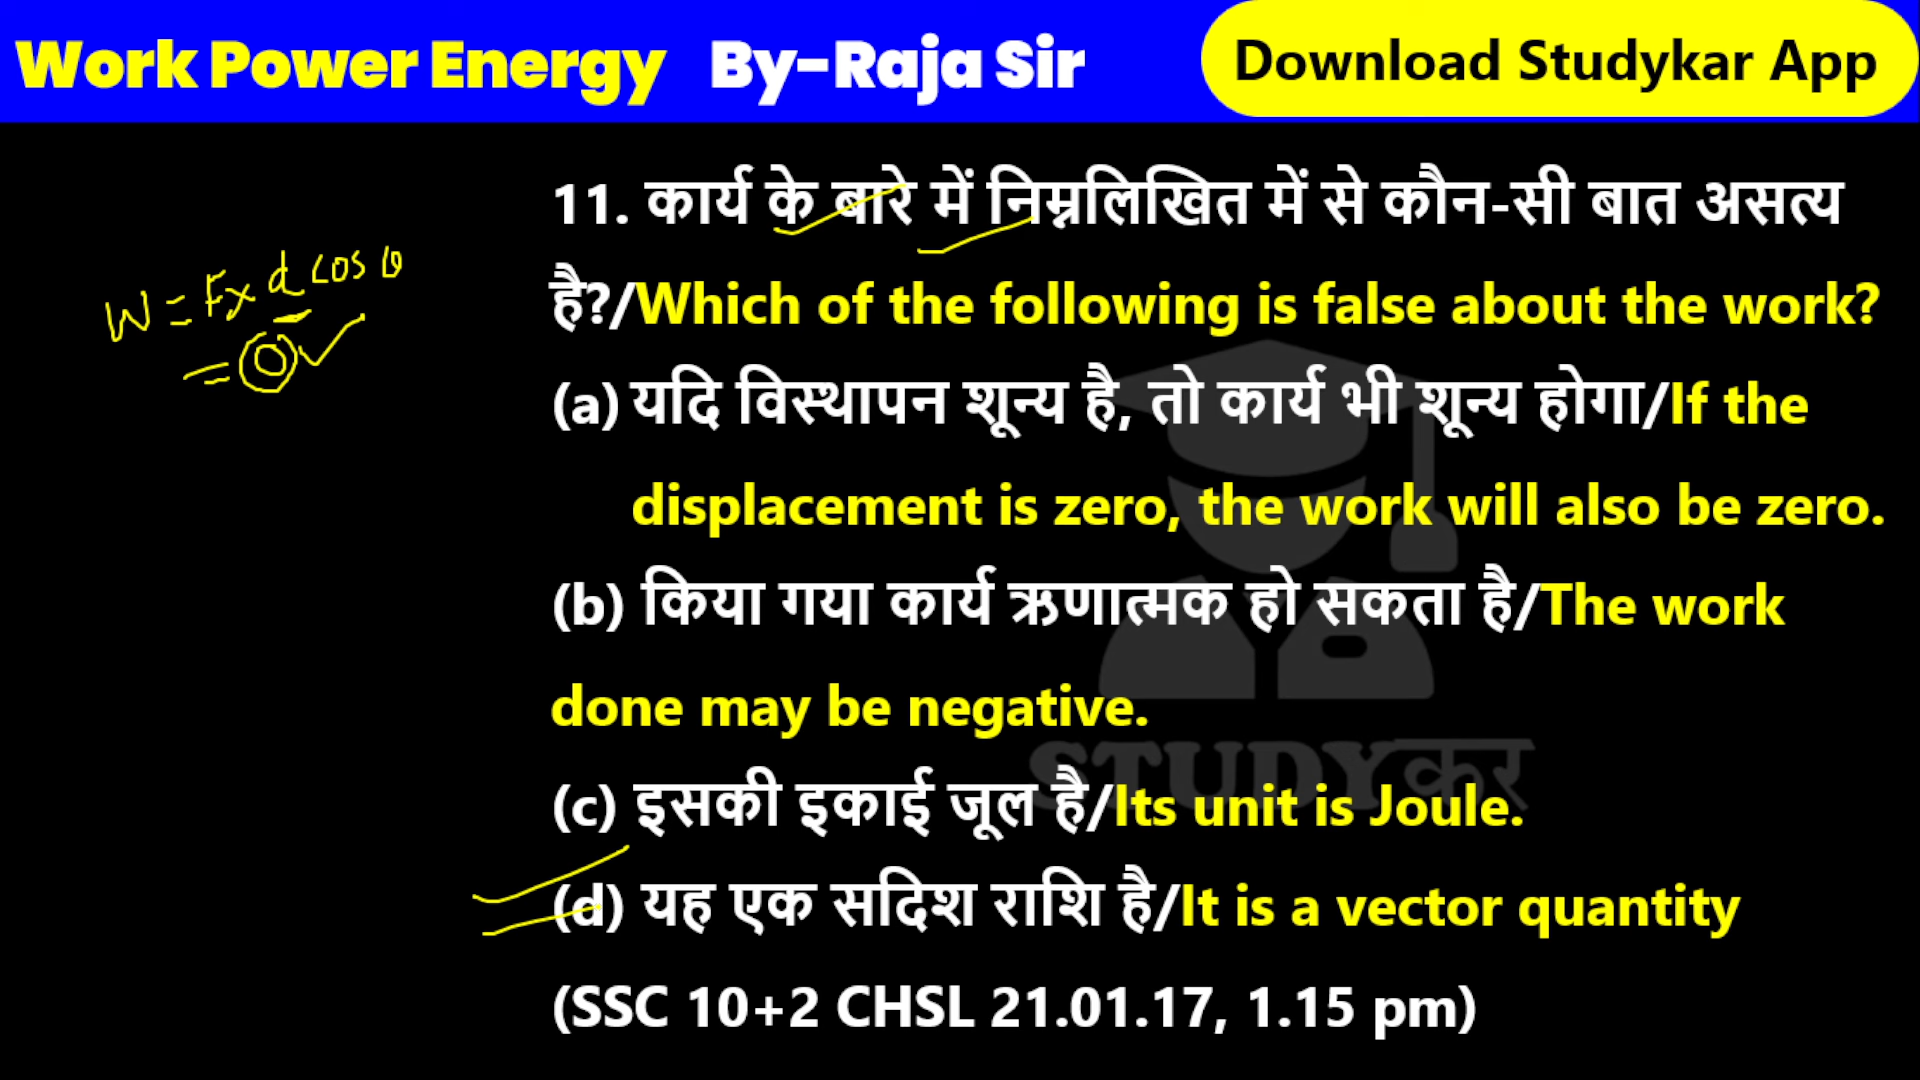 Work Power Energy By-Raja Sir
Download Studykar App
11. कार्य के बारे में निम्नलिखित में से कौन-सी बात असत्य
है?/Which of the following is false about the work?
W = F x d cos θ
= 0
(a) यदि विस्थापन शून्य है, तो कार्य भी शून्य होगा/If the
displacement is zero, the work will also be zero.
(b) किया गया कार्य ऋणात्मक हो सकता है/The work
done may be negative.
STUDYकर
(c) इसकी इकाई जूल है/Its unit is Joule.
(d) यह एक सदिश राशि है/It is a vector quantity
(SSC 10+2 CHSL 21.01.17, 1.15 pm)